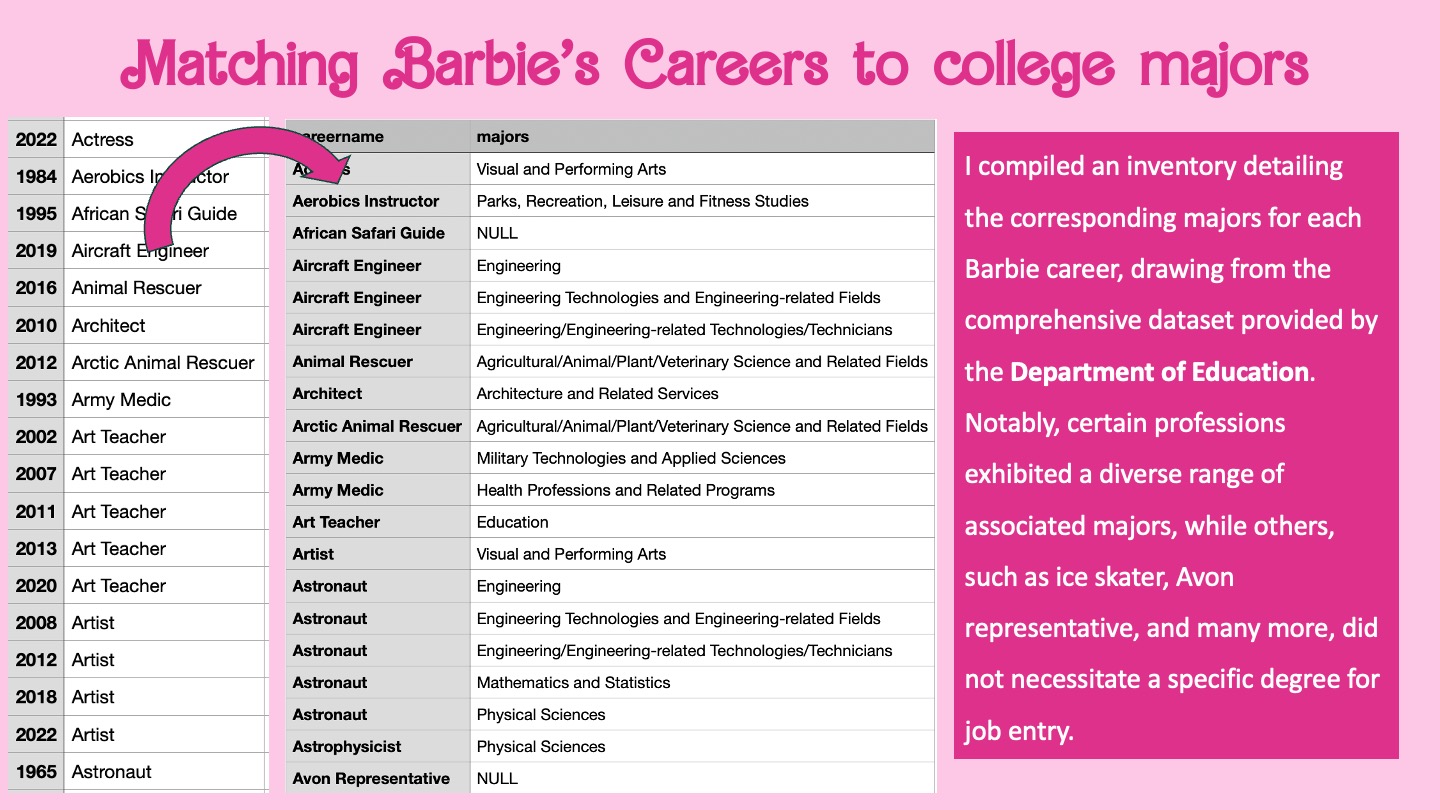 Matching Barbie's Careers to college majors
2022 Actress
1984 Aerobics Instructor
1995 African Safari Guide
2019 Aircraft Engineer
2016 Animal Rescuer
2010 Architect
2012 Arctic Animal Rescuer
1993 Army Medic
2002 Art Teacher
2007 Art Teacher
2011 Art Teacher
2013 Art Teacher
2020 Art Teacher
2008 Artist
2012 Artist
2018 Artist
2022 Artist
1965 Astronaut
careername majors
Actress Visual and Performing Arts
Aerobics Instructor Parks, Recreation, Leisure and Fitness Studies
African Safari Guide NULL
Aircraft Engineer Engineering
Aircraft Engineer Engineering Technologies and Engineering-related Fields
Aircraft Engineer Engineering/Engineering-related Technologies/Technicians
Animal Rescuer Agricultural/Animal/Plant/Veterinary Science and Related Fields
Architect Architecture and Related Services
Arctic Animal Rescuer Agricultural/Animal/Plant/Veterinary Science and Related Fields
Army Medic Military Technologies and Applied Sciences
Army Medic Health Professions and Related Programs
Art Teacher Education
Artist Visual and Performing Arts
Astronaut Engineering
Astronaut Engineering Technologies and Engineering-related Fields
Astronaut Engineering/Engineering-related Technologies/Technicians
Astronaut Mathematics and Statistics
Astronaut Physical Sciences
Astrophysicist Physical Sciences
Avon Representative NULL
I compiled an inventory detailing
the corresponding majors for each
Barbie career, drawing from the
comprehensive dataset provided by
the Department of Education.
Notably, certain professions
exhibited a diverse range of
associated majors, while others,
such as ice skater, Avon
representative, and many more, did
not necessitate a specific degree for
job entry.